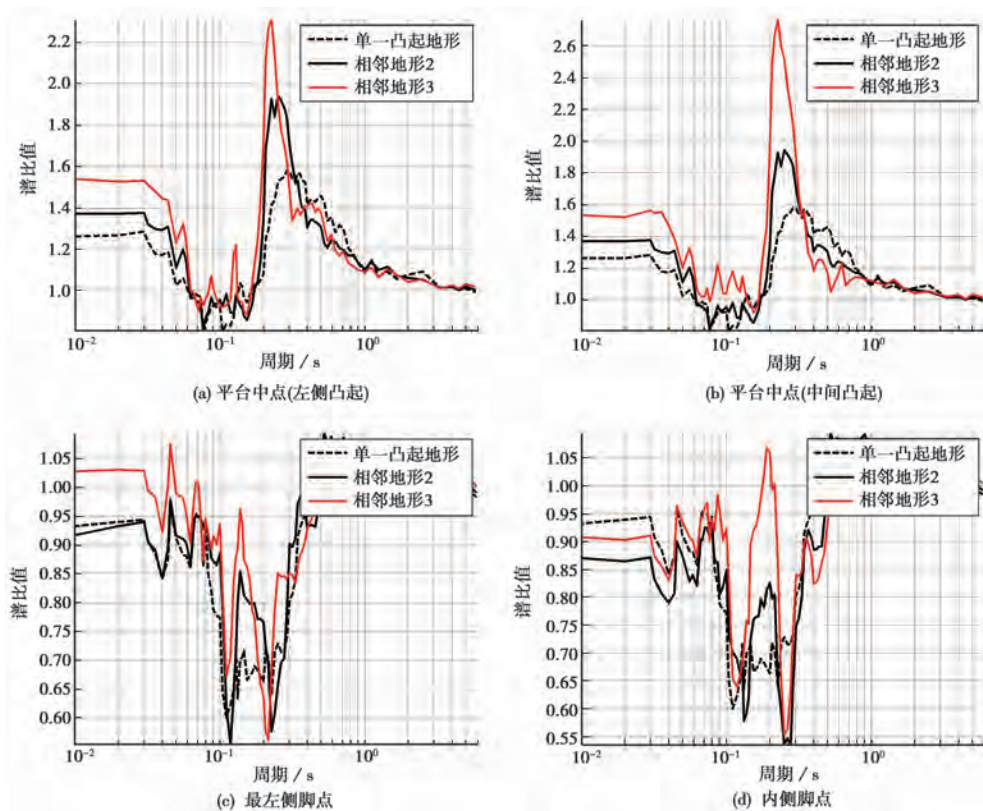 2.2
2.0
1.8
1.6
1.4
1.2
1.0
谱比值
单一凸起地形
相邻地形2
相邻地形3
10⁻²
10⁻¹
10⁰
周期 / s
(a) 平台中点(左侧凸起)
2.6
2.4
2.2
2.0
1.8
1.6
1.4
1.2
1.0
谱比值
单一凸起地形
相邻地形2
相邻地形3
10⁻²
10⁻¹
10⁰
周期 / s
(b) 平台中点(中间凸起)
1.05
1.00
0.95
0.90
0.85
0.80
0.75
0.70
0.65
0.60
谱比值
单一凸起地形
相邻地形2
相邻地形3
10⁻²
10⁻¹
10⁰
周期 / s
(c) 最左侧脚点
1.05
1.00
0.95
0.90
0.85
0.80
0.75
0.70
0.65
0.60
0.55
谱比值
单一凸起地形
相邻地形2
相邻地形3
10⁻²
10⁻¹
10⁰
周期 / s
(d) 内侧脚点